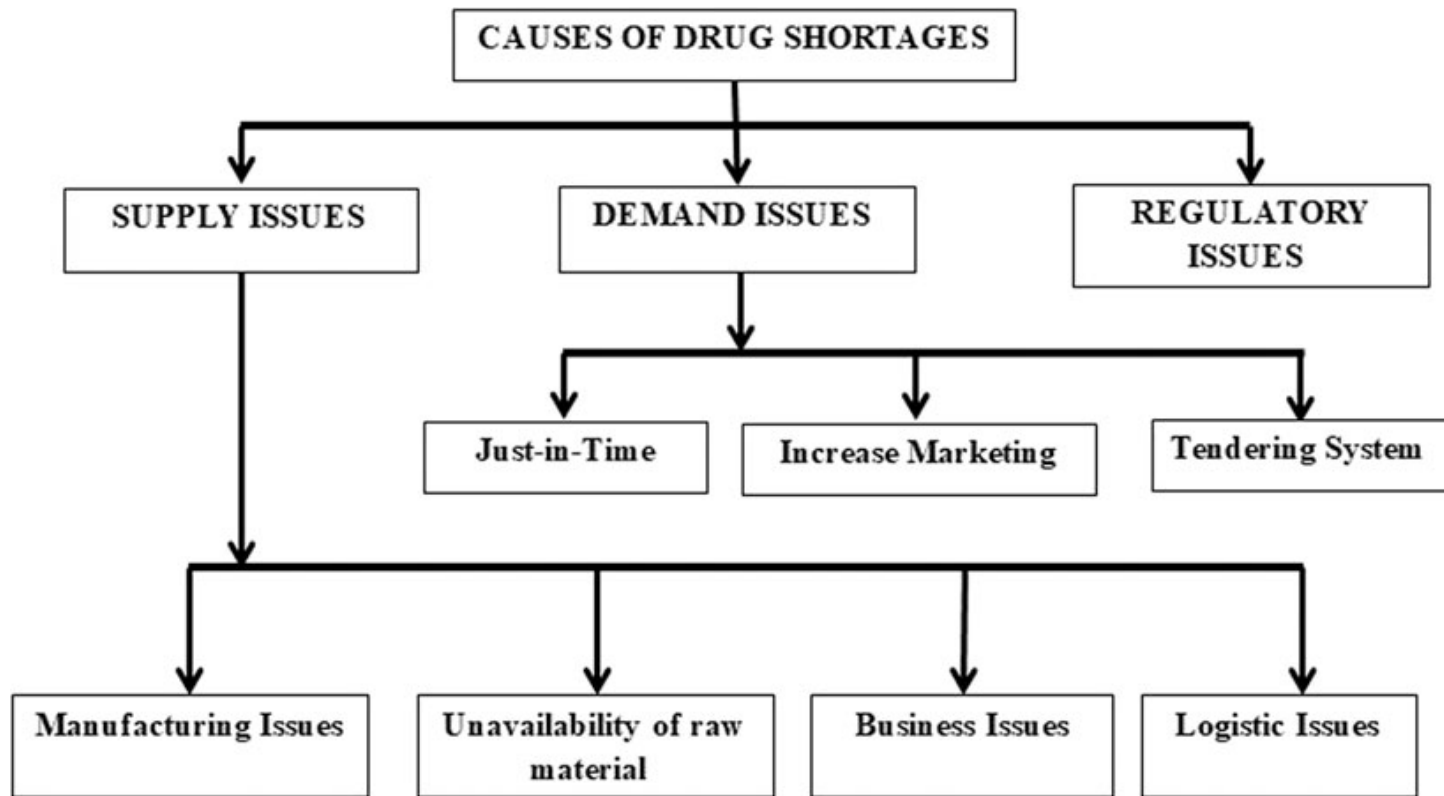 CAUSES OF DRUG SHORTAGES
SUPPLY ISSUES
DEMAND ISSUES
REGULATORY
ISSUES
Just-in-Time
Increase Marketing
Tendering System
Manufacturing Issues
Unavailability of raw
material
Business Issues
Logistic Issues